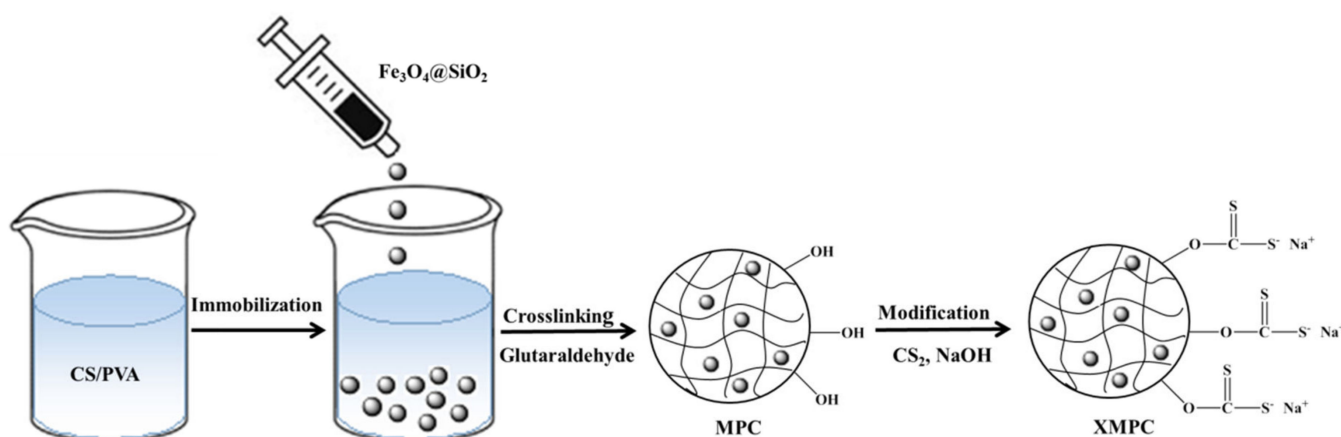 Fe₃O₄@SiO₂
CS/PVA
Immobilization
Crosslinking
Glutaraldehyde
OH
OH
OH
MPC
Modification
CS₂, NaOH
S
O C S⁻ Na⁺
S
O C S⁻ Na⁺
S
O C S⁻ Na⁺
XMPC